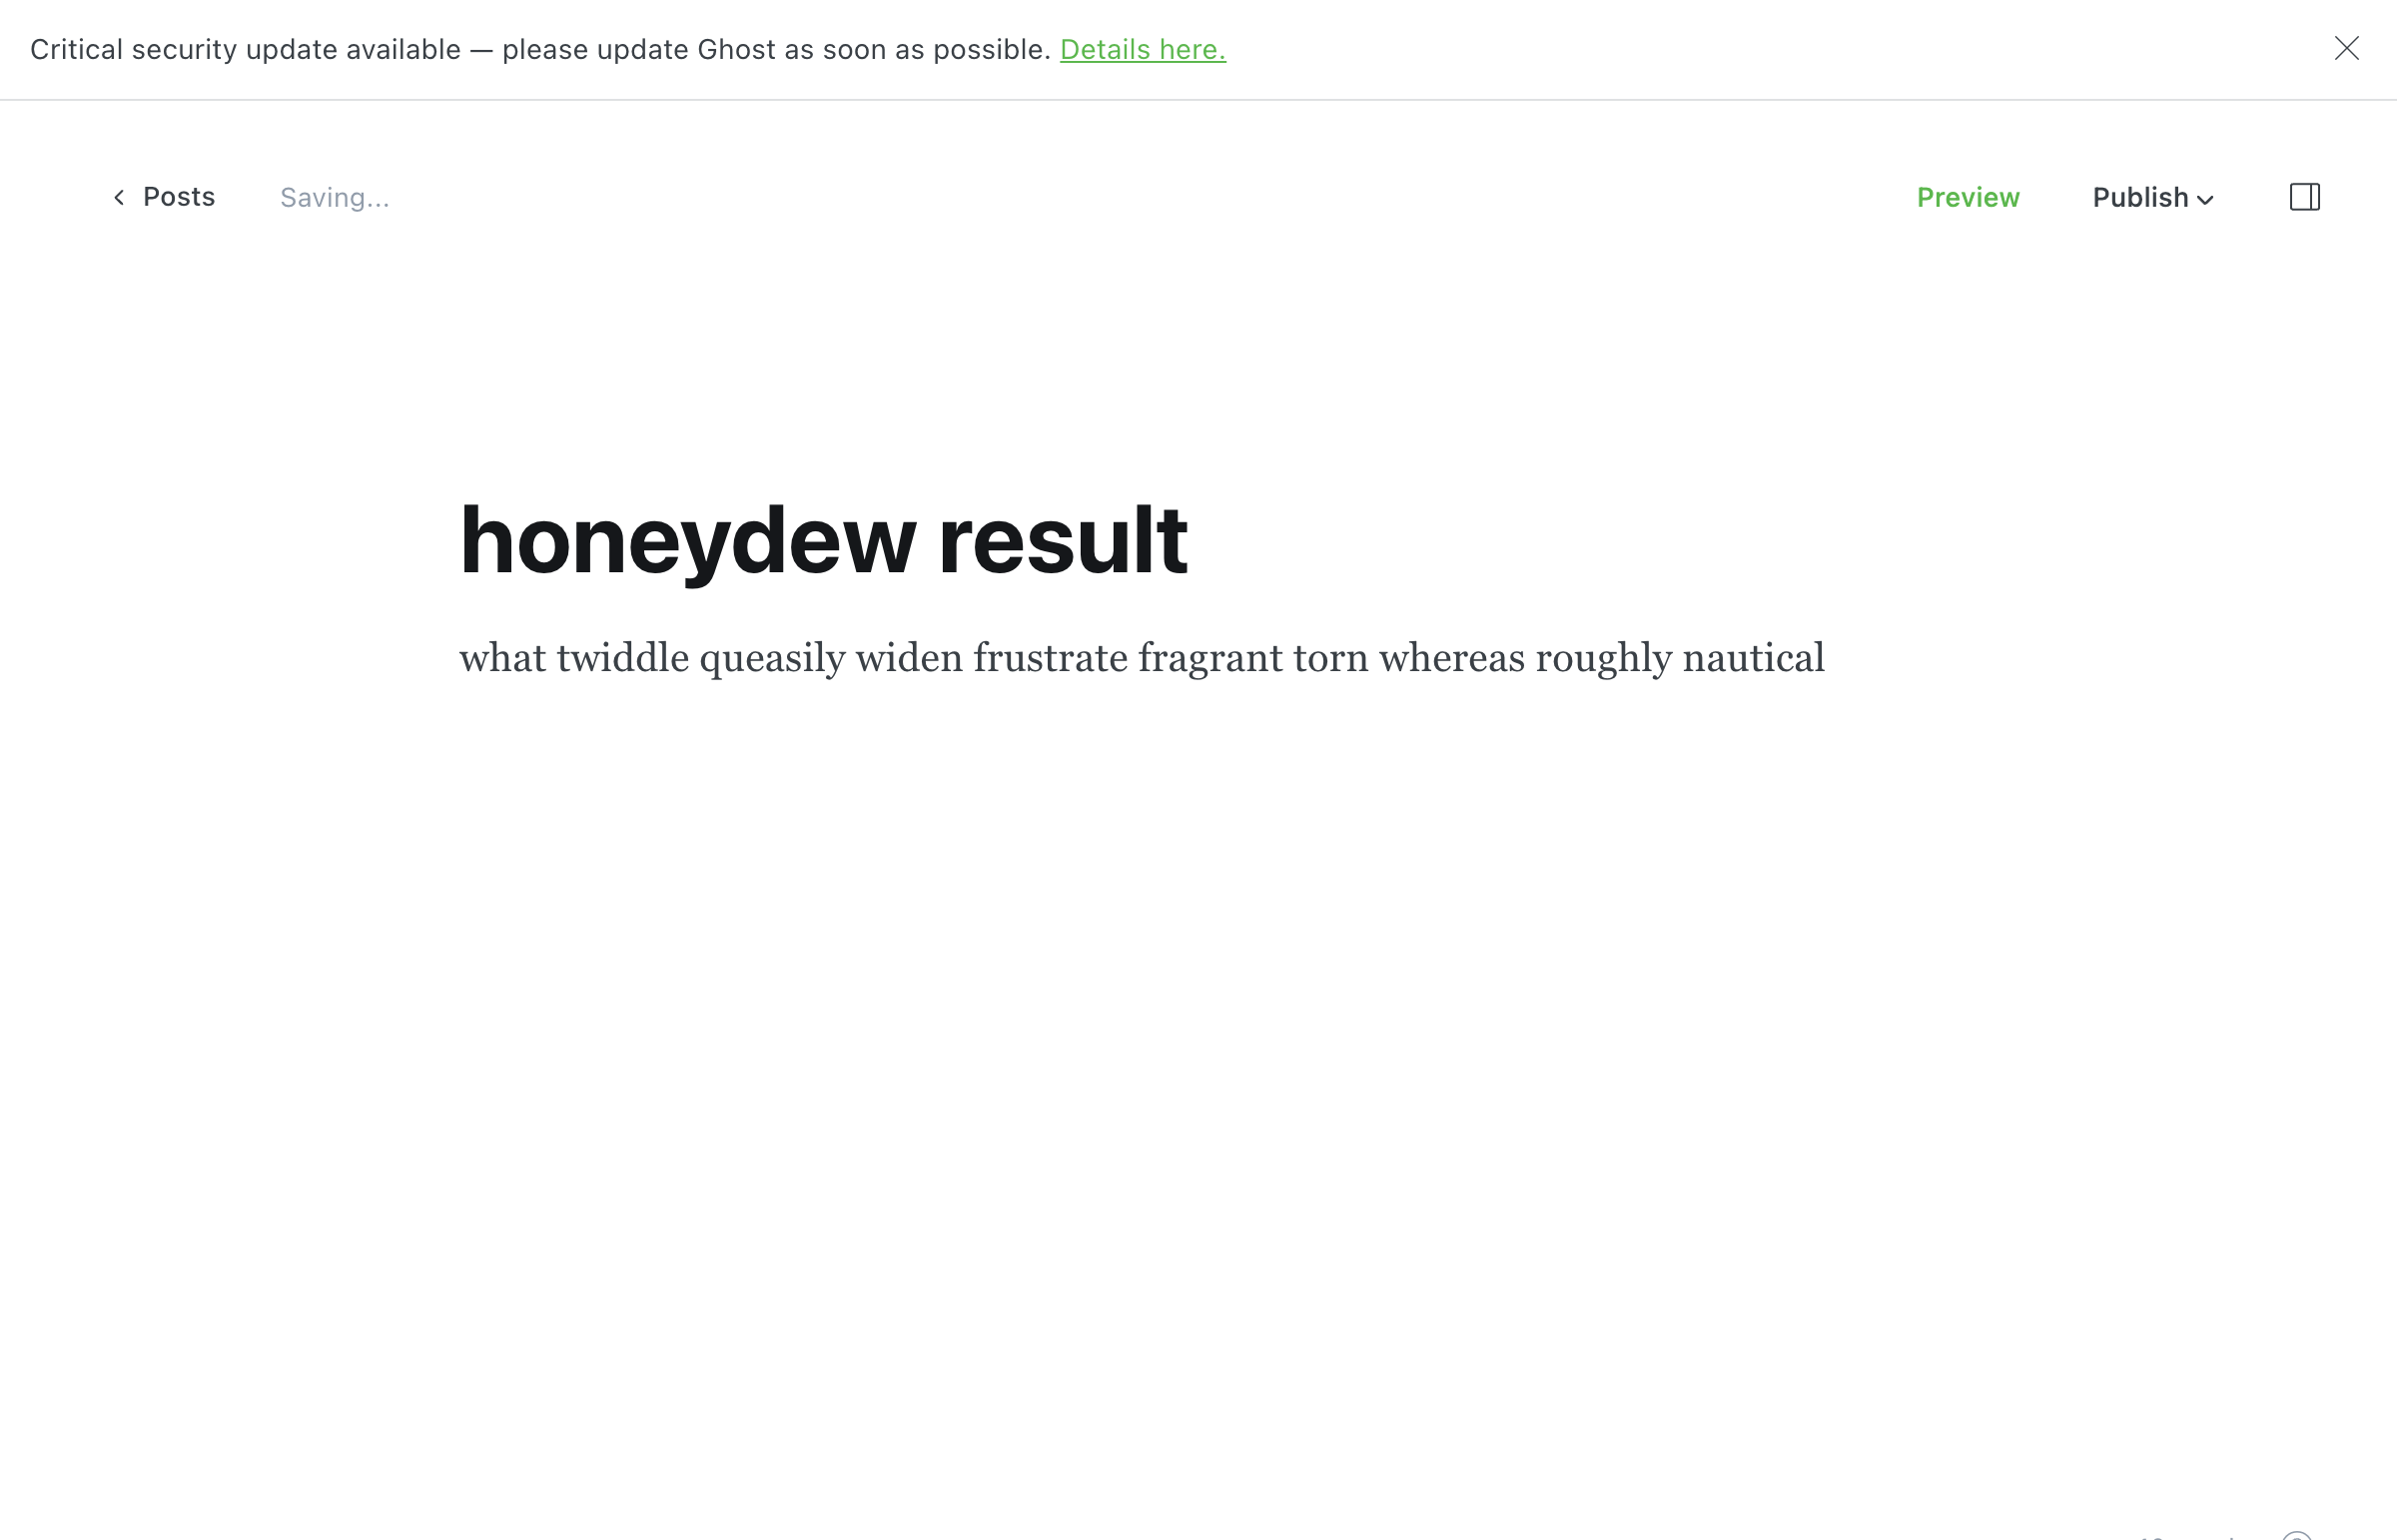 Critical security update available — please update Ghost as soon as possible. Details here.
Posts Saving... Preview Publish
honeydew result
what twiddle queasily widen frustrate fragrant torn whereas roughly nautical